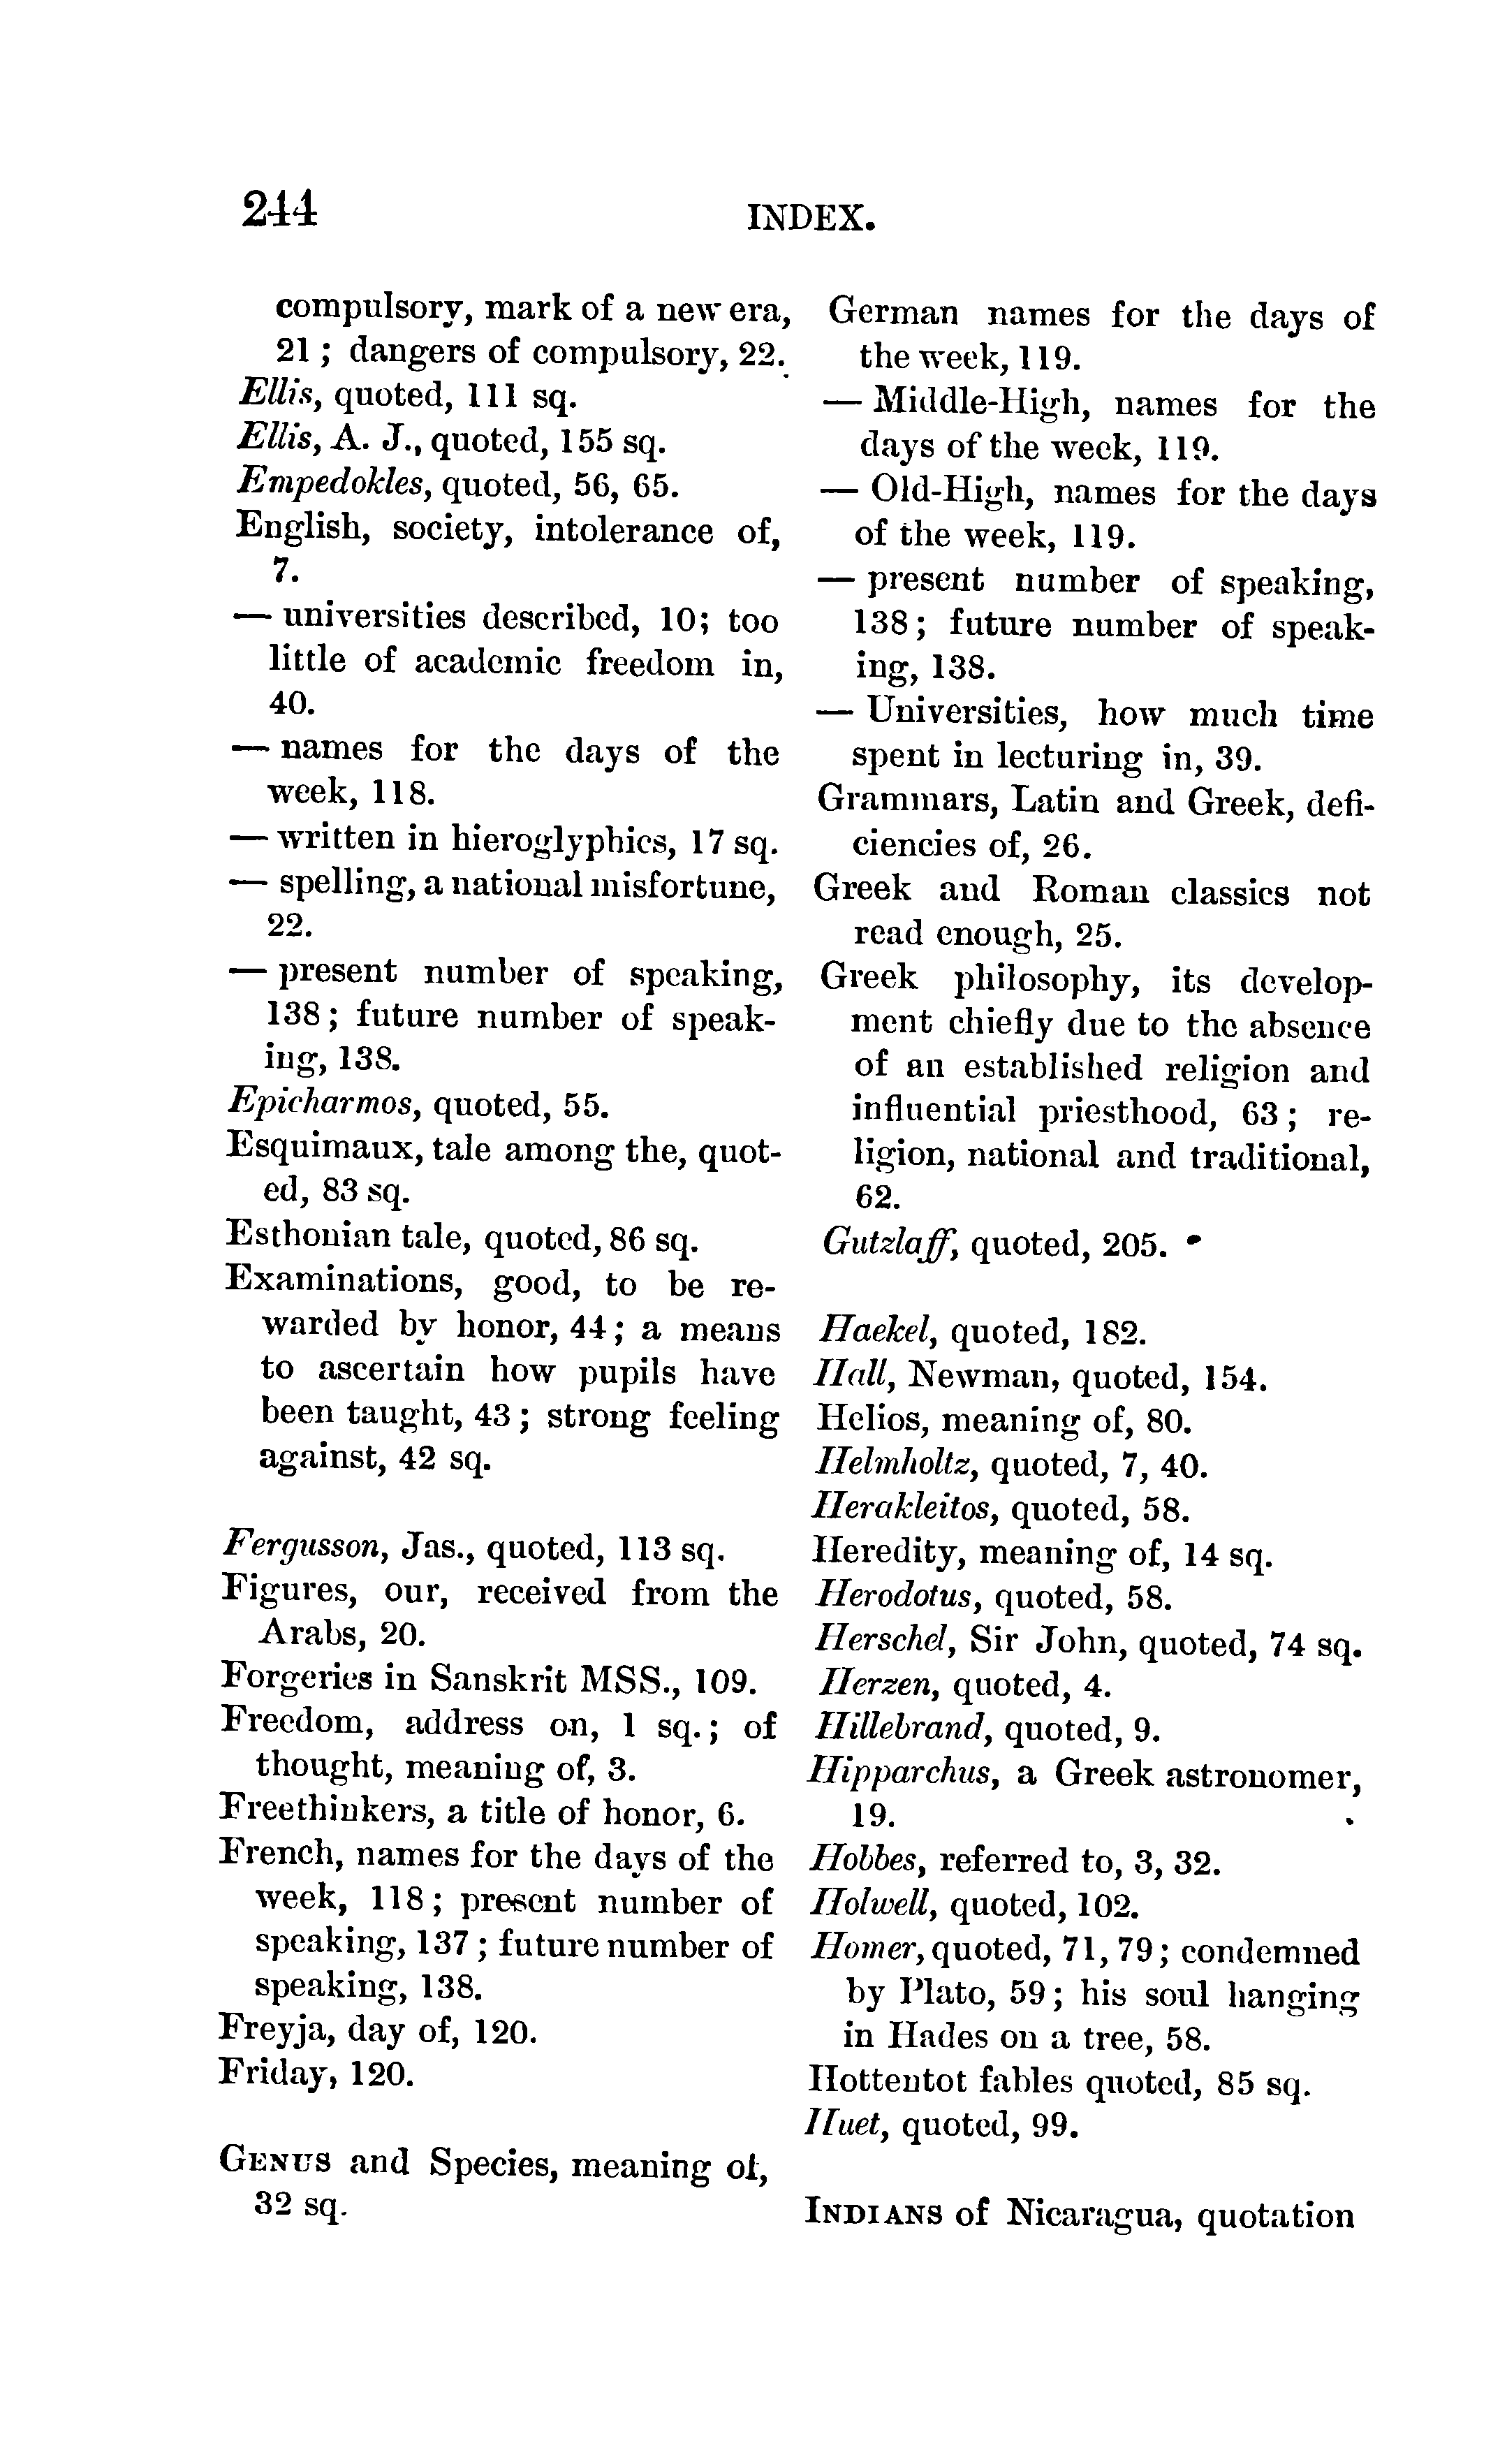 244
INDEX.
compulsory, mark of a new era,
21; dangers of compulsory, 22.
Ellis, quoted, 111 sq.
Ellis, A. J., quoted, 155 sq.
Empedokles, quoted, 56, 65.
English, society, intolerance of,
7.
— universities described, 10; too
little of academic freedom in,
40.
— names for the days of the
week, 118.
— written in hieroglyphics, 17 sq.
— spelling, a national misfortune,
22.
— present number of speaking,
138; future number of speak-
ing, 138.
Epicharmos, quoted, 55.
Esquimaux, tale among the, quot-
ed, 83 sq.
Esthonian tale, quoted, 86 sq.
Examinations, good, to be re-
warded by honor, 44; a means
to ascertain how pupils have
been taught, 43; strong feeling
against, 42 sq.
Fergusson, Jas., quoted, 113 sq.
Figures, our, received from the
Arabs, 20.
Forgeries in Sanskrit MSS., 109.
Freedom, address on, 1 sq.; of
thought, meaning of, 3.
Freethinkers, a title of honor, 6.
French, names for the days of the
week, 118; present number of
speaking, 137; future number of
speaking, 138.
Freyja, day of, 120.
Friday, 120.
GENUS and Species, meaning of,
32 sq.
German names for the days of
the week, 119.
— Middle-High, names for the
days of the week, 119.
— Old-High, names for the days
of the week, 119.
— present number of speaking,
138; future number of speak-
ing, 138.
— Universities, how much time
spent in lecturing in, 39.
Grammars, Latin and Greek, defi-
ciencies of, 26.
Greek and Roman classics not
read enough, 25.
Greek philosophy, its develop-
ment chiefly due to the absence
of an established religion and
influential priesthood, 63; re-
ligion, national and traditional,
62.
Gutzlaff, quoted, 205.
Haekel, quoted, 182.
Hall, Newman, quoted, 154.
Helios, meaning of, 80.
Helmholtz, quoted, 7, 40.
Herakleitos, quoted, 58.
Heredity, meaning of, 14 sq.
Herodotus, quoted, 58.
Herschel, Sir John, quoted, 74 sq.
Herzen, quoted, 4.
Hillebrand, quoted, 9.
Hipparchus, a Greek astronomer,
19.
Hobbes, referred to, 3, 32.
Holwell, quoted, 102.
Homer, quoted, 71, 79; condemned
by Plato, 59; his soul hanging
in Hades on a tree, 58.
Hottentot fables quoted, 85 sq.
Huet, quoted, 99.
INDIANS of Nicaragua, quotation